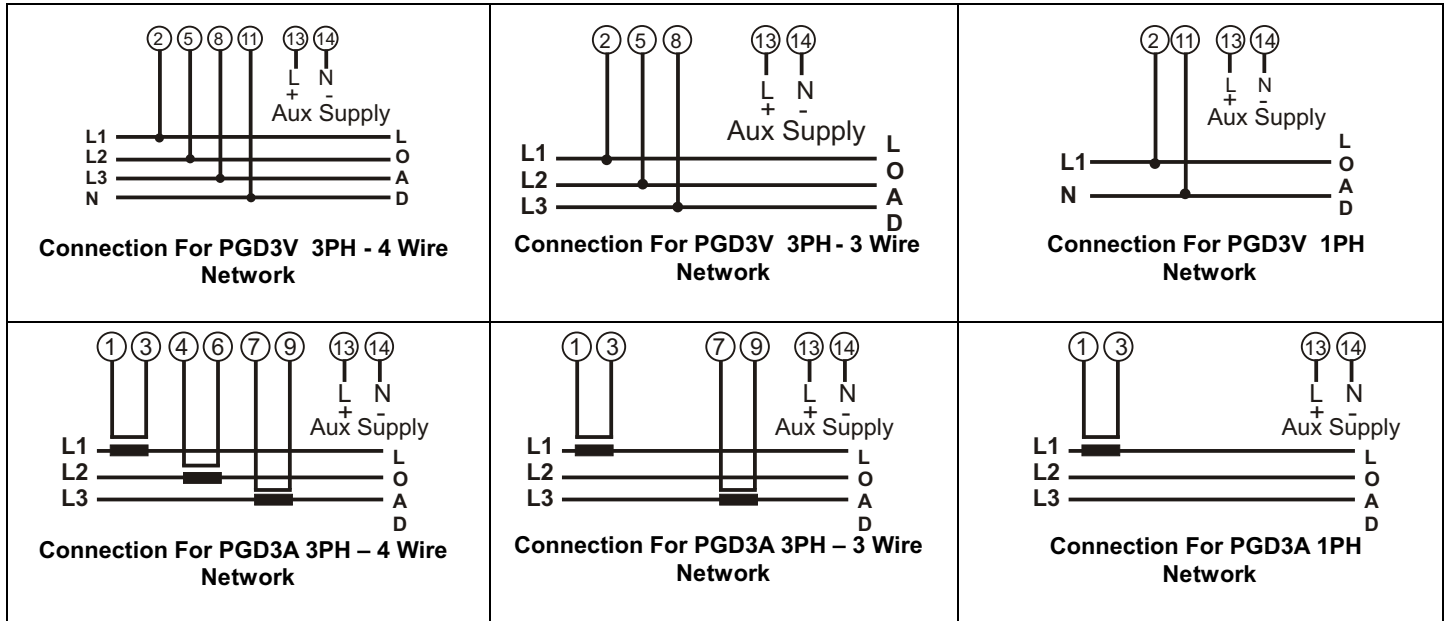 2 5 8 11 13 14
L N
+ -
Aux Supply
L1 L
L2 O
L3 A
N D
Connection For PGD3V 3PH - 4 Wire
Network
2 5 8 13 14
L N
+ -
Aux Supply
L
L1 O
L2 A
L3 D
Connection For PGD3V 3PH - 3 Wire
Network
2 11 13 14
L N
+ -
Aux Supply
L
L1 O
N A
D
Connection For PGD3V 1PH
Network
1 3 4 6 7 9 13 14
L N
+ -
Aux Supply
L1 L
L2 O
L3 A
D
Connection For PGD3A 3PH – 4 Wire
Network
1 3 7 9 13 14
L N
+ -
Aux Supply
L1 L
L2 O
L3 A
D
Connection For PGD3A 3PH – 3 Wire
Network
1 3 13 14
L N
+ -
Aux Supply
L1 L
L2 O
L3 A
D
Connection For PGD3A 1PH
Network